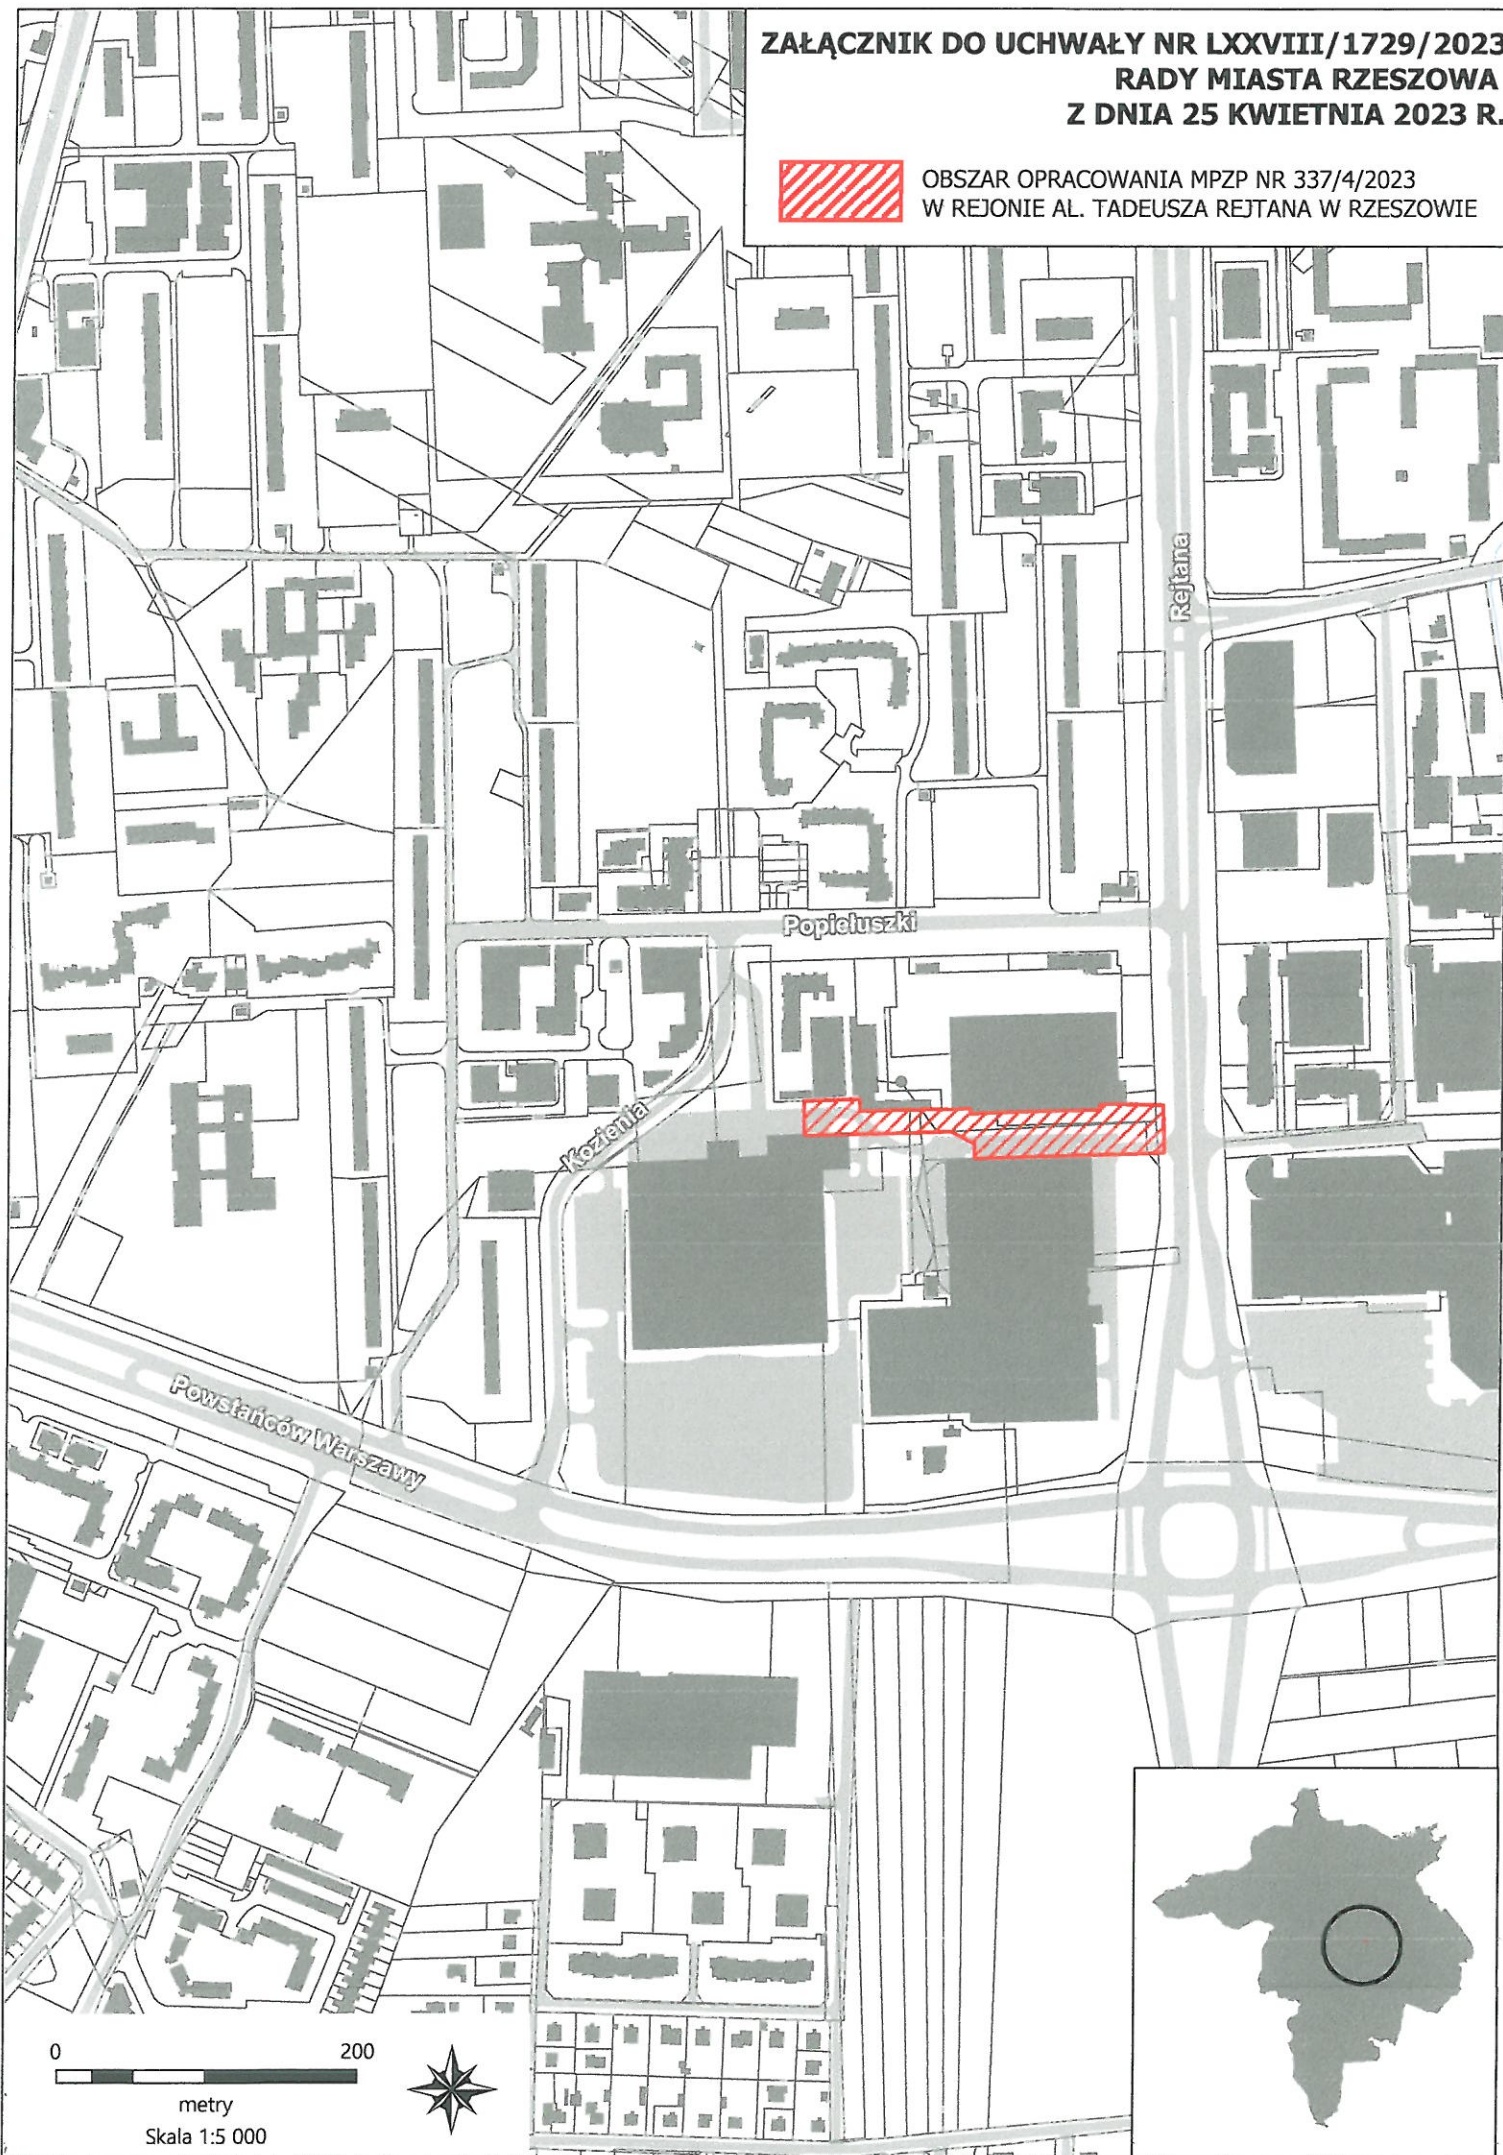 ZAŁĄCZNIK DO UCHWAŁY NR LXXVIII/1729/2023
RADY MIASTA RZESZOWA
Z DNIA 25 KWIETNIA 2023 R.
OBSZAR OPRACOWANIA MPZP NR 337/4/2023
W REJONIE AL. TADEUSZA REJTANA W RZESZOWIE
Rejtana
Popiełuszki
Kozienia
Powstańców Warszawy
0 200
metry
Skala 1:5 000